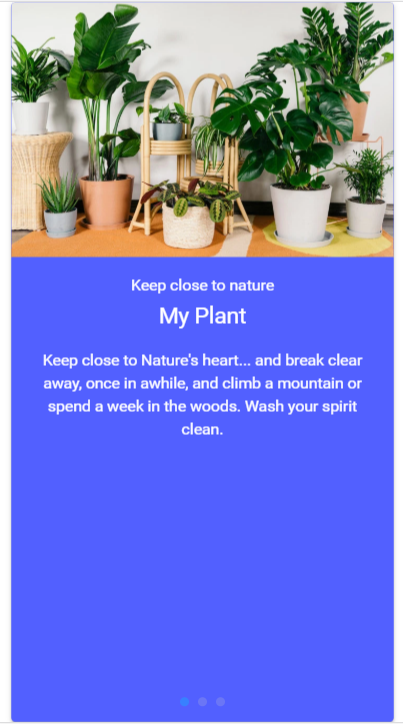 Keep close to nature
My Plant
Keep close to Nature's heart... and break clear
away, once in awhile, and climb a mountain or
spend a week in the woods. Wash your spirit
clean.